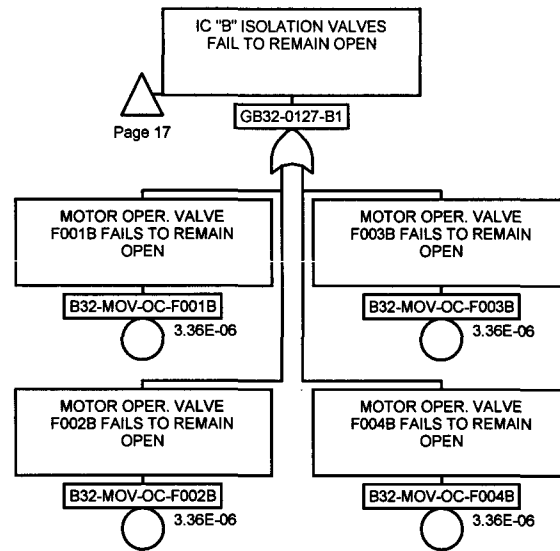 IC "B" ISOLATION VALVES
FAIL TO REMAIN OPEN
Page 17
GB32-0127-B1
MOTOR OPER. VALVE
F001B FAILS TO REMAIN
OPEN
B32-MOV-OC-F001B
3.36E-06
MOTOR OPER. VALVE
F003B FAILS TO REMAIN
OPEN
B32-MOV-OC-F003B
3.36E-06
MOTOR OPER. VALVE
F002B FAILS TO REMAIN
OPEN
B32-MOV-OC-F002B
3.36E-06
MOTOR OPER. VALVE
F004B FAILS TO REMAIN
OPEN
B32-MOV-OC-F004B
3.36E-06